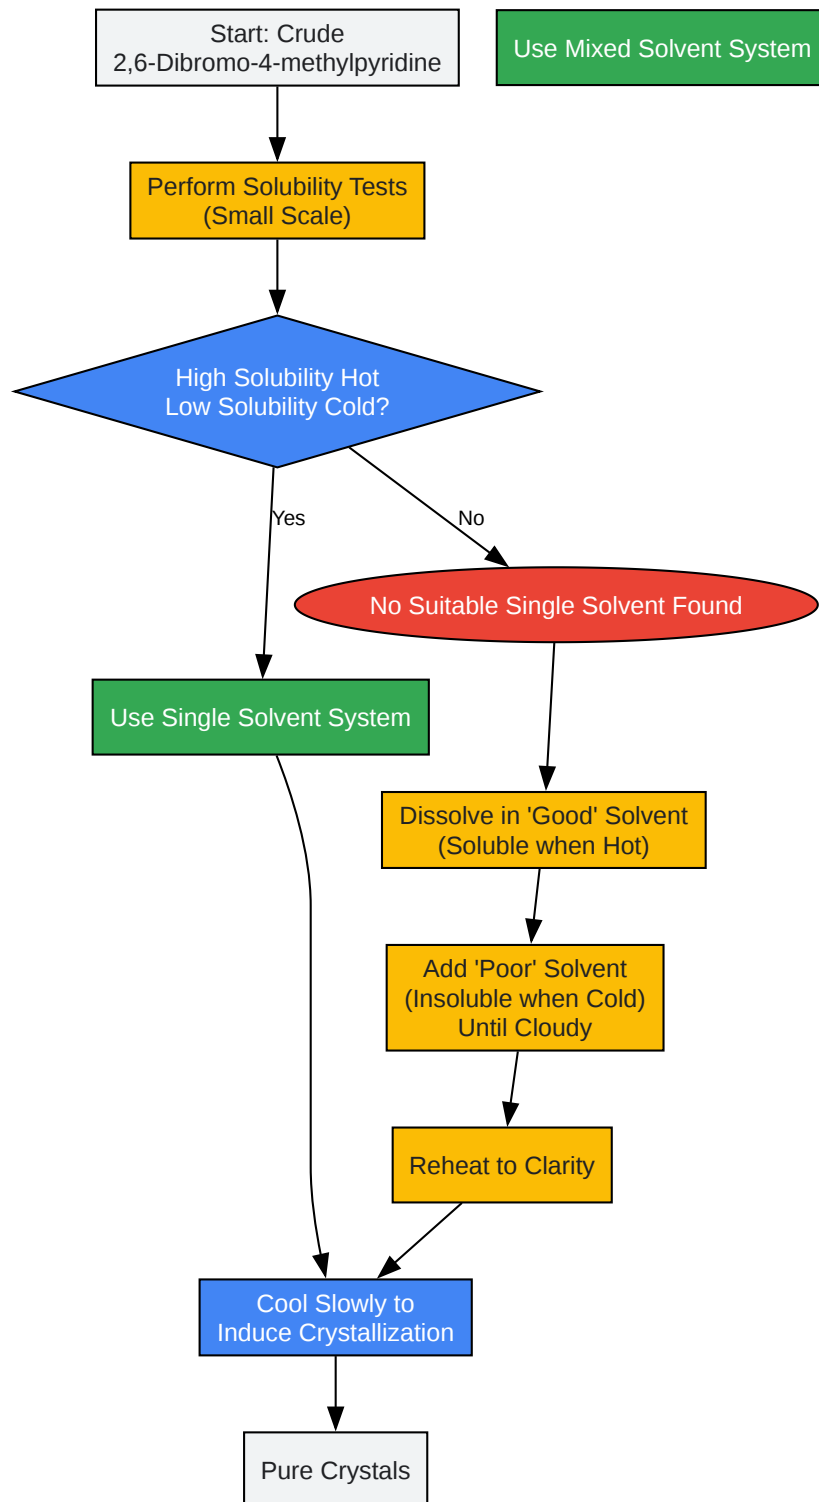 Start: Crude
2,6-Dibromo-4-methylpyridine
Use Mixed Solvent System
Perform Solubility Tests
(Small Scale)
High Solubility Hot
Low Solubility Cold?
Yes
No
No Suitable Single Solvent Found
Use Single Solvent System
Dissolve in 'Good' Solvent
(Soluble when Hot)
Add 'Poor' Solvent
(Insoluble when Cold)
Until Cloudy
Reheat to Clarity
Cool Slowly to
Induce Crystallization
Pure Crystals